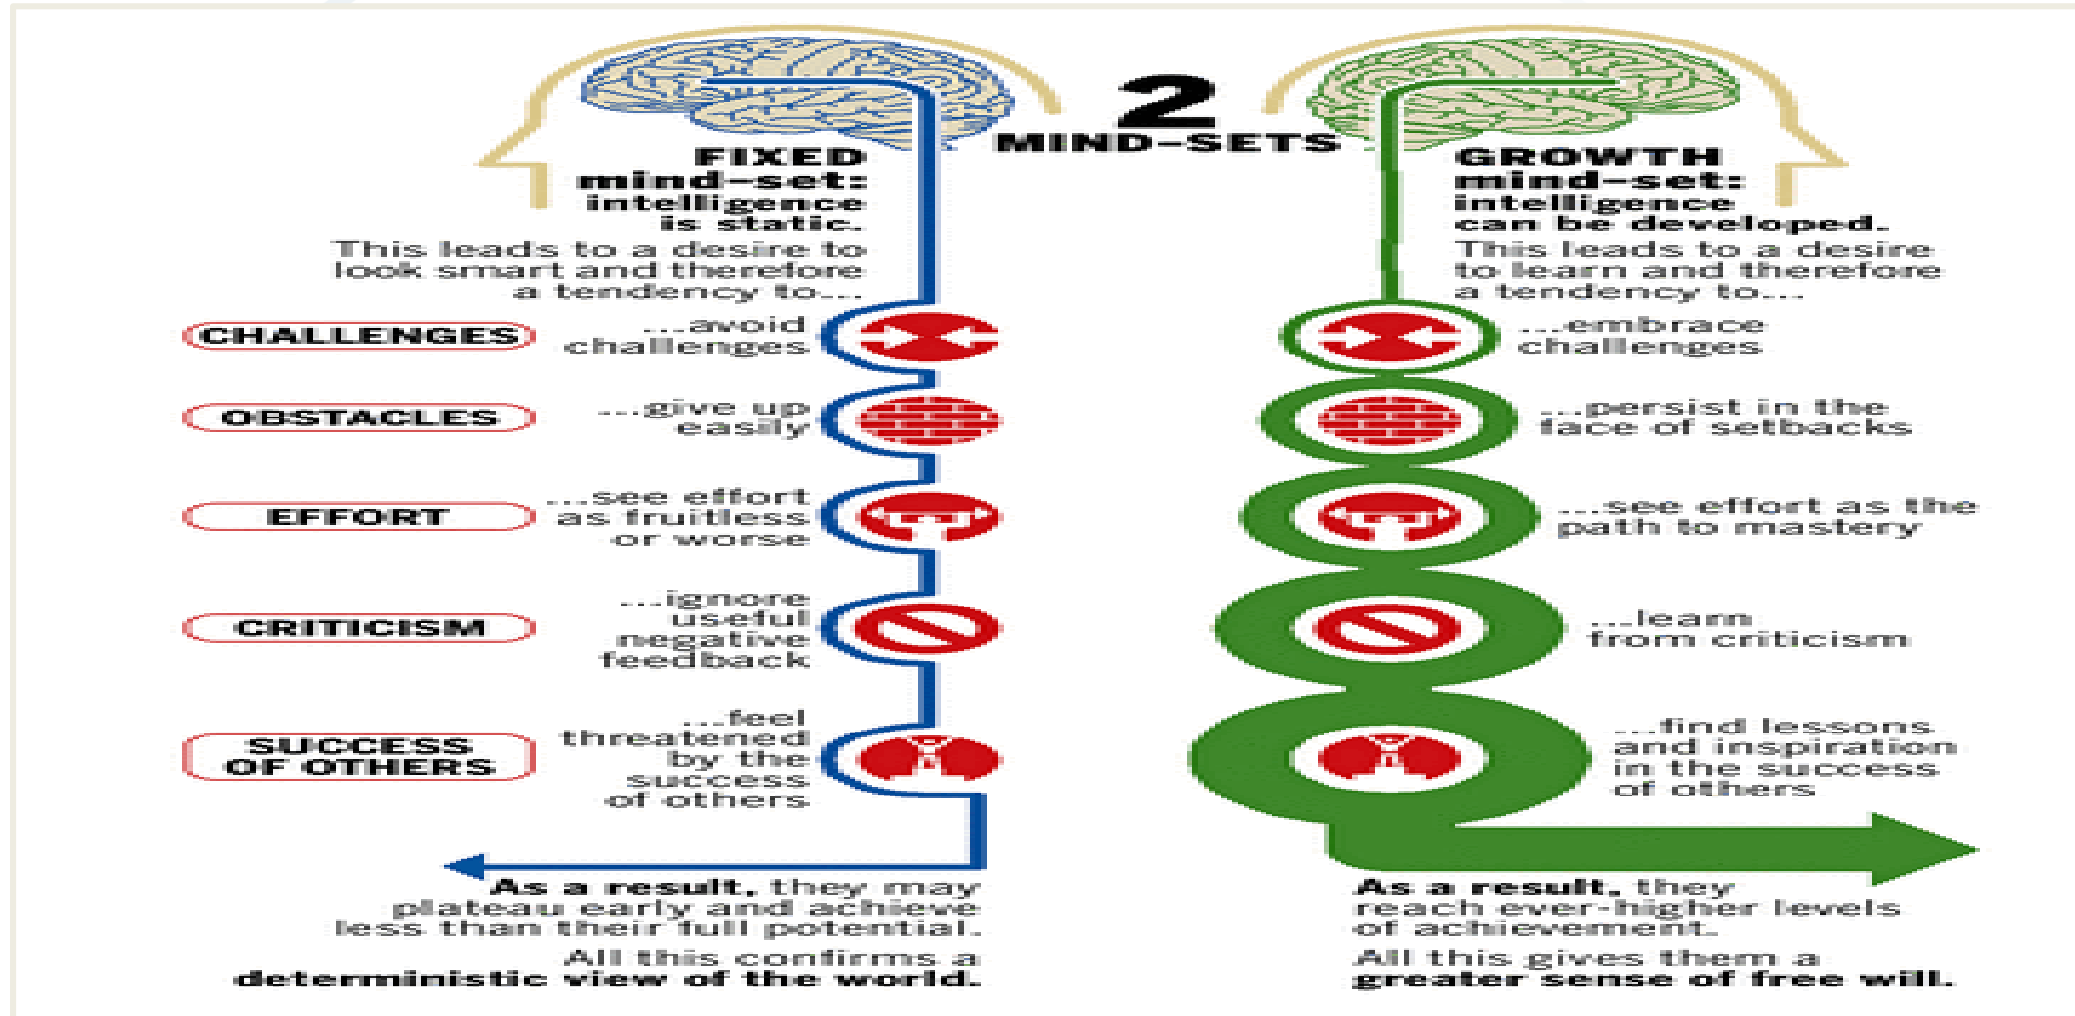 2
MIND-SETS
FIXED
mind-set:
intelligence
is static.
This leads to a desire to
look smart and therefore
a tendency to...
GROWTH
mind-set:
intelligence
can be developed.
This leads to a desire
to learn and therefore
a tendency to...
CHALLENGES
...avoid
challenges
...embrace
challenges
OBSTACLES
...give up
easily
...persist in the
face of setbacks
EFFORT
...see effort
as fruitless
or worse
...see effort as the
path to mastery
CRITICISM
...ignore
useful
negative
feedback
...learn
from criticism
SUCCESS
OF OTHERS
...feel
threatened
by the
success
of others
...find lessons
and inspiration
in the success
of others
As a result, they may
plateau early and achieve
less than their full potential.
All this confirms a
deterministic view of the world.
As a result, they
reach ever-higher levels
of achievement.
All this gives them a
greater sense of free will.